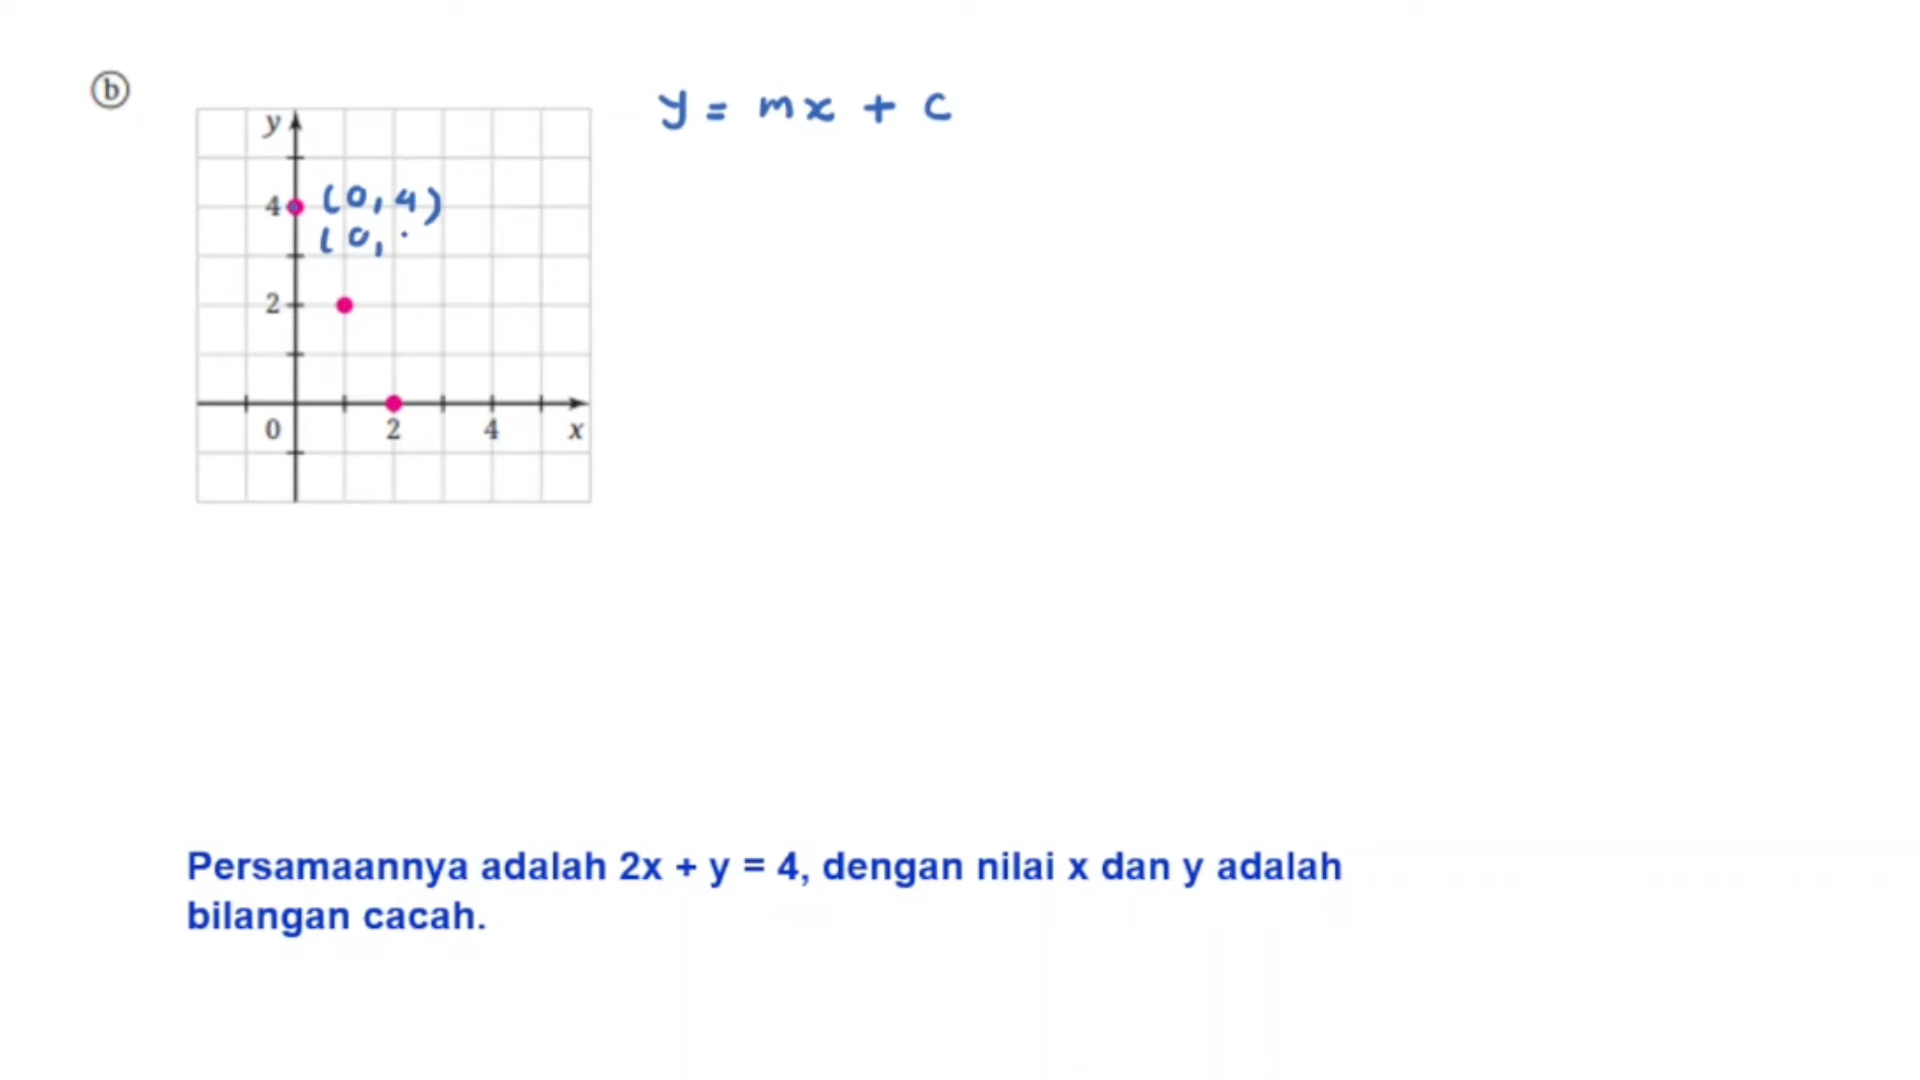 b
y = mx + c
y
4 (0, 4)
(0,
2
0 2 4 x
Persamaannya adalah 2x + y = 4, dengan nilai x dan y adalah
bilangan cacah.